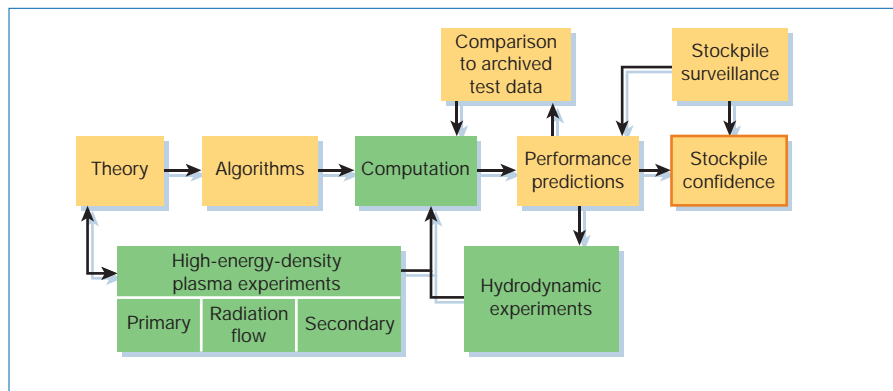 Comparison
to archived
test data
Stockpile
surveillance
Theory
Algorithms
Computation
Performance
predictions
Stockpile
confidence
High-energy-density
plasma experiments
Primary
Radiation
flow
Secondary
Hydrodynamic
experiments